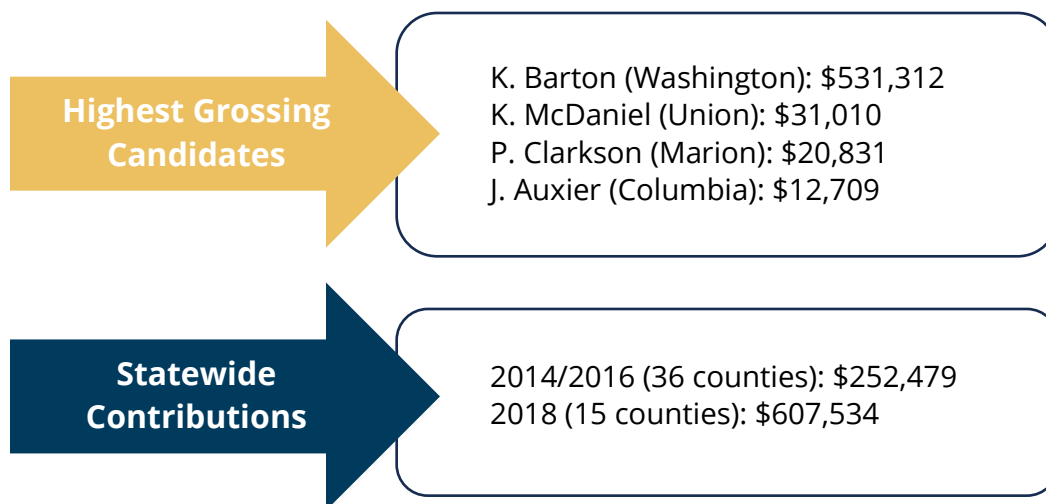 Highest Grossing
Candidates
K. Barton (Washington): $531,312
K. McDaniel (Union): $31,010
P. Clarkson (Marion): $20,831
J. Auxier (Columbia): $12,709
Statewide
Contributions
2014/2016 (36 counties): $252,479
2018 (15 counties): $607,534